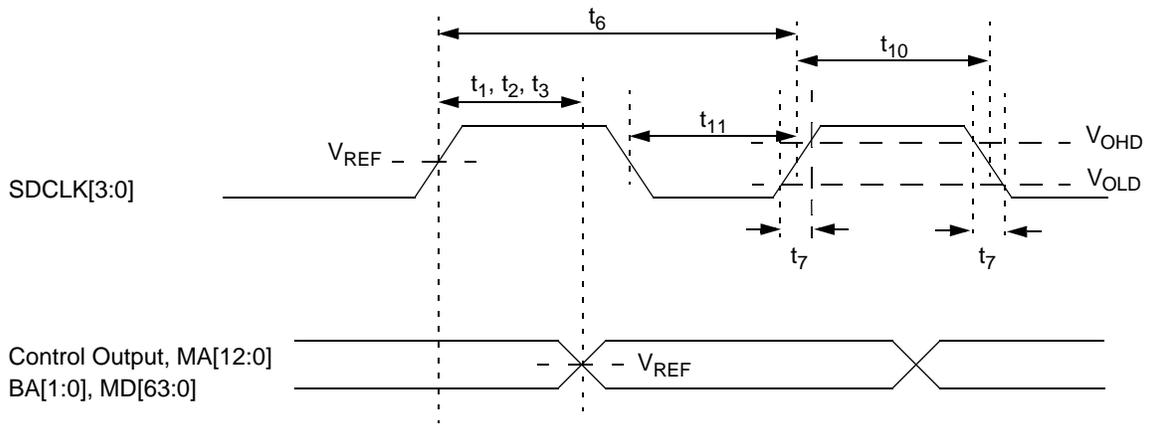 t6
t10
t1, t2, t3
t11
VREF
VOHD
VOLD
SDCLK[3:0]
t7
t7
Control Output, MA[12:0]
BA[1:0], MD[63:0]
VREF